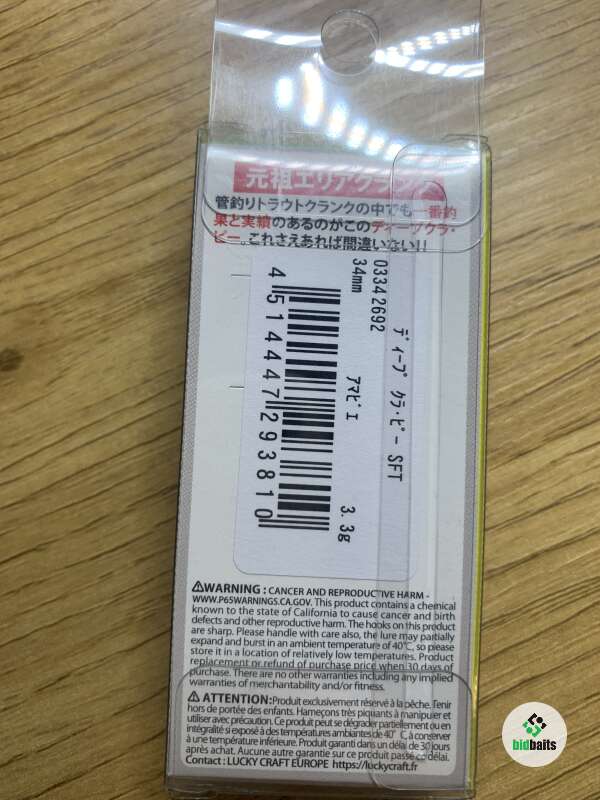 元祖エリアクランク
管釣リトラウトクランクの中でも一番釣
果と実績のあるのがこのディープクラ・
ピー。これさえあれば間違いない!!
ディープ クラ・ピー SFT
03342692
34mm アマビエ 3.3g
4 514447 293810
⚠WARNING : CANCER AND REPRODUCTIVE HARM -
WWW.P65WARNINGS.CA.GOV. This product contains a chemical
known to the state of California to cause cancer and birth
defects and other reproductive harm. The hooks on this product
are sharp. Please handle with care also, the lure may partially
expand and burst in an ambient temperature of 40℃, so please
store it in a location of relatively low temperatures. Product
replacement or refund of purchase price when 30 days of
purchase. There are no other warranties including any implied
warranties of merchantability and/or fitness.
⚠ ATTENTION:Produit exclusivement réservé à la pêche. Tenir
hors de portée des enfants. Hameçons très piquants à manipuler et
utiliser avec précaution. Ce produit peut se dégrader partiellement ou en
intégralité si exposé à des températures ambiantes de 40° ,à conserver
à une température inférieure. Produit garanti dans un délai de 30 jours
après achat. Aucune autre garantie sur ce produit passé ce délai.
Contact : LUCKY CRAFT EUROPE https://luckycraft.fr
bidbaits